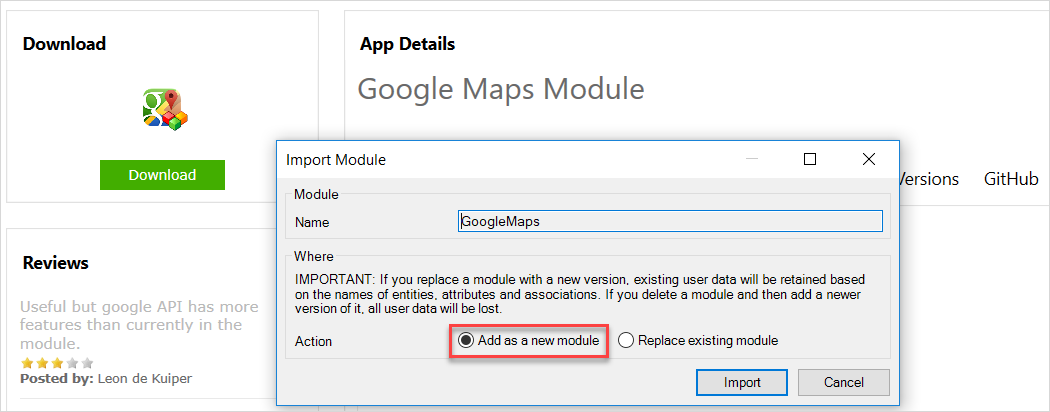 Download
Download
Reviews
Useful but google API has more
features than currently in the
module.
Posted by: Leon de Kuiper
App Details
Google Maps Module
Versions
GitHub
Import Module
Module
Name
GoogleMaps
Where
IMPORTANT: If you replace a module with a new version, existing user data will be retained based
on the names of entities, attributes and associations. If you delete a module and then add a newer
version of it, all user data will be lost.
Action
Add as a new module
Replace existing module
Import
Cancel